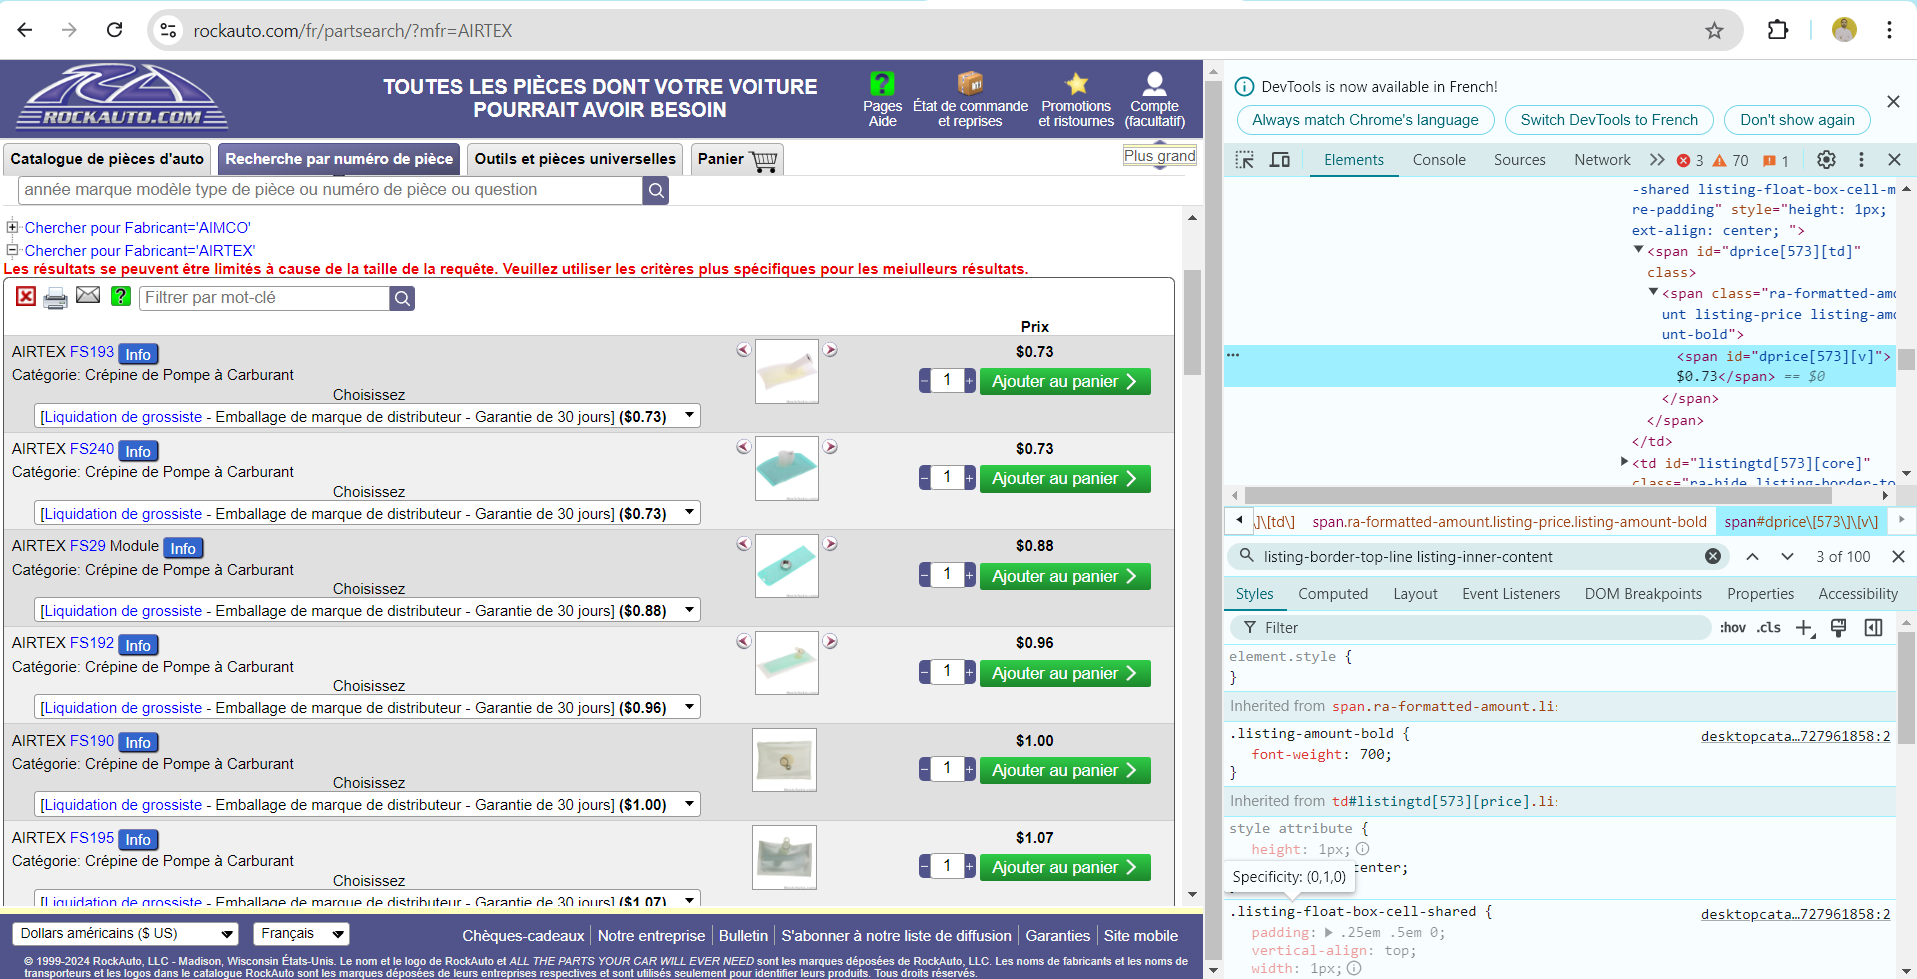 rockauto.com/fr/partsearch/?mfr=AIRTEX
ROCKAUTO.COM
TOUTES LES PIÈCES DONT VOTRE VOITURE
POURRAIT AVOIR BESOIN
Pages
Aide
État de commande
et reprises
Promotions
et ristournes
Compte
(facultatif)
Catalogue de pièces d'auto
Recherche par numéro de pièce
Outils et pièces universelles
Panier
Plus grand
année marque modèle type de pièce ou numéro de pièce ou question
Chercher pour Fabricant='AIMCO'
Chercher pour Fabricant='AIRTEX'
Les résultats se peuvent être limités à cause de la taille de la requête. Veuillez utiliser les critères plus spécifiques pour les meiulleurs résultats.
Filtrer par mot-clé
Prix
AIRTEX FS193 Info
$0.73
Catégorie: Crépine de Pompe à Carburant
- 1 + Ajouter au panier
Choisissez
[Liquidation de grossiste - Emballage de marque de distributeur - Garantie de 30 jours] ($0.73)
AIRTEX FS240 Info
$0.73
Catégorie: Crépine de Pompe à Carburant
- 1 + Ajouter au panier
Choisissez
[Liquidation de grossiste - Emballage de marque de distributeur - Garantie de 30 jours] ($0.73)
AIRTEX FS29 Module Info
$0.88
Catégorie: Crépine de Pompe à Carburant
- 1 + Ajouter au panier
Choisissez
[Liquidation de grossiste - Emballage de marque de distributeur - Garantie de 30 jours] ($0.88)
AIRTEX FS192 Info
$0.96
Catégorie: Crépine de Pompe à Carburant
- 1 + Ajouter au panier
Choisissez
[Liquidation de grossiste - Emballage de marque de distributeur - Garantie de 30 jours] ($0.96)
AIRTEX FS190 Info
$1.00
Catégorie: Crépine de Pompe à Carburant
- 1 + Ajouter au panier
Choisissez
[Liquidation de grossiste - Emballage de marque de distributeur - Garantie de 30 jours] ($1.00)
AIRTEX FS195 Info
$1.07
Catégorie: Crépine de Pompe à Carburant
- 1 + Ajouter au panier
Choisissez
[Liquidation de grossiste - Emballage de marque de distributeur - Garantie de 30 jours] ($1.07)
Dollars américains ($ US)
Français
Chèques-cadeaux | Notre entreprise | Bulletin | S'abonner à notre liste de diffusion | Garanties | Site mobile
© 1999-2024 RockAuto, LLC - Madison, Wisconsin États-Unis. Le nom et le logo de RockAuto et ALL THE PARTS YOUR CAR WILL EVER NEED sont les marques déposées de RockAuto, LLC. Les noms de fabricants et les noms de
transporteurs et les logos dans le catalogue RockAuto sont les marques déposées de leurs entreprises respectives et sont utilisés seulement pour identifier leurs produits. Tous droits réservés.
DevTools is now available in French!
Always match Chrome's language
Switch DevTools to French
Don't show again
Elements
Console
Sources
Network
3
70
1
-shared listing-float-box-cell-m
re-padding" style="height: 1px;
ext-align: center; ">
<span id="dprice[573][td]"
class>
<span class="ra-formatted-amo
unt listing-price listing-amo
unt-bold">
<span id="dprice[573][v]">
$0.73</span> == $0
</span>
</span>
</td>
<td id="listingtd[573][core]"
class="ra-hide listing-border-to
\]\[td\]
span.ra-formatted-amount.listing-price.listing-amount-bold
span#dprice\[573\]\[v\]
listing-border-top-line listing-inner-content
3 of 100
Styles
Computed
Layout
Event Listeners
DOM Breakpoints
Properties
Accessibility
Filter
:hov .cls
element.style {
}
Inherited from span.ra-formatted-amount.li
.listing-amount-bold {
desktopcata…727961858:2
font-weight: 700;
}
Inherited from td#listingtd[573][price].li
style attribute {
height: 1px;
center;
Specificity: (0,1,0)
.listing-float-box-cell-shared {
desktopcata…727961858:2
padding: .25em .5em 0;
vertical-align: top;
width: 1px;